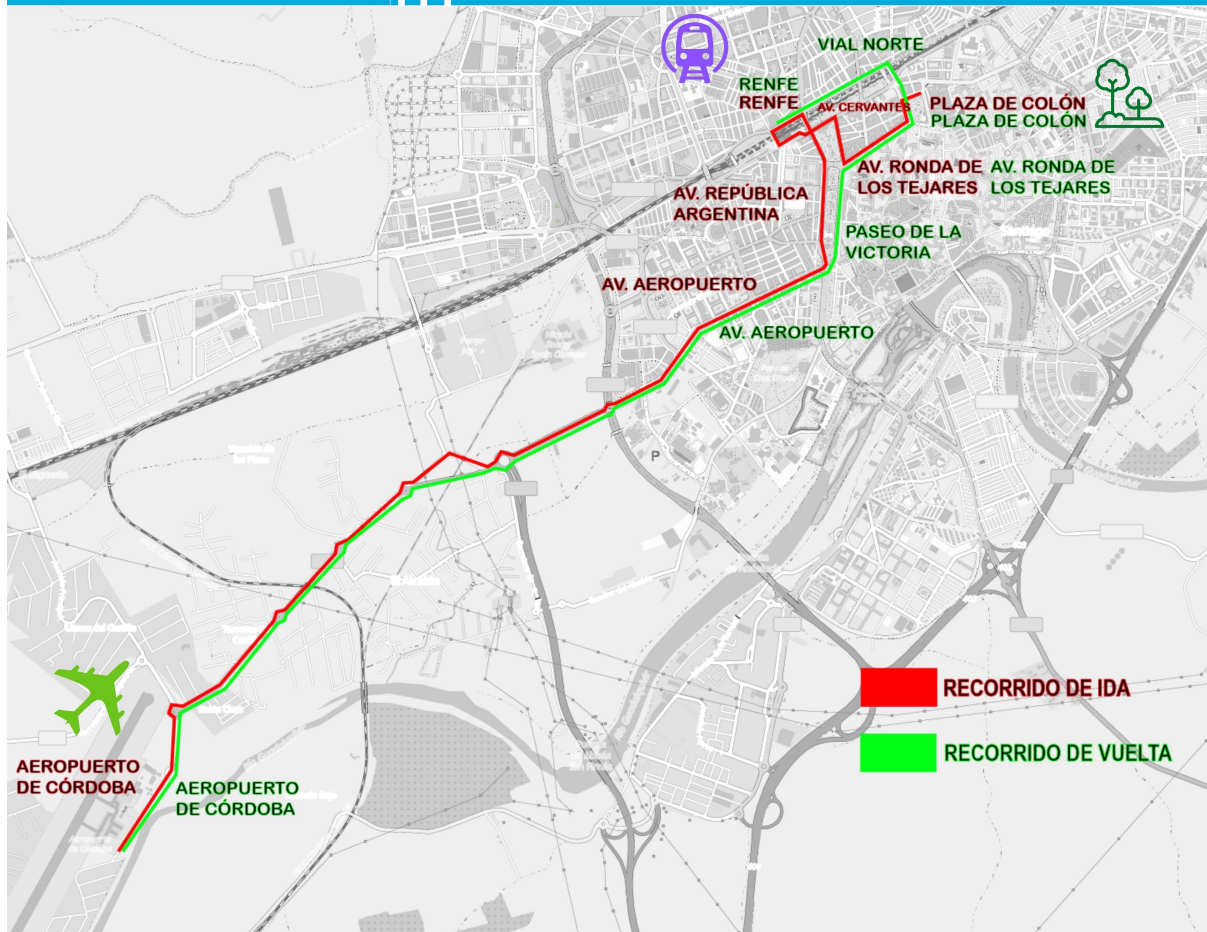 VIAL NORTE
RENFE
RENFE
AV. CERVANTES
PLAZA DE COLÓN
PLAZA DE COLÓN
AV. RONDA DE
LOS TEJARES
AV. RONDA DE
LOS TEJARES
AV. REPÚBLICA
ARGENTINA
PASEO DE LA
VICTORIA
AV. AEROPUERTO
AV. AEROPUERTO
P
RECORRIDO DE IDA
RECORRIDO DE VUELTA
AEROPUERTO
DE CÓRDOBA
AEROPUERTO
DE CÓRDOBA